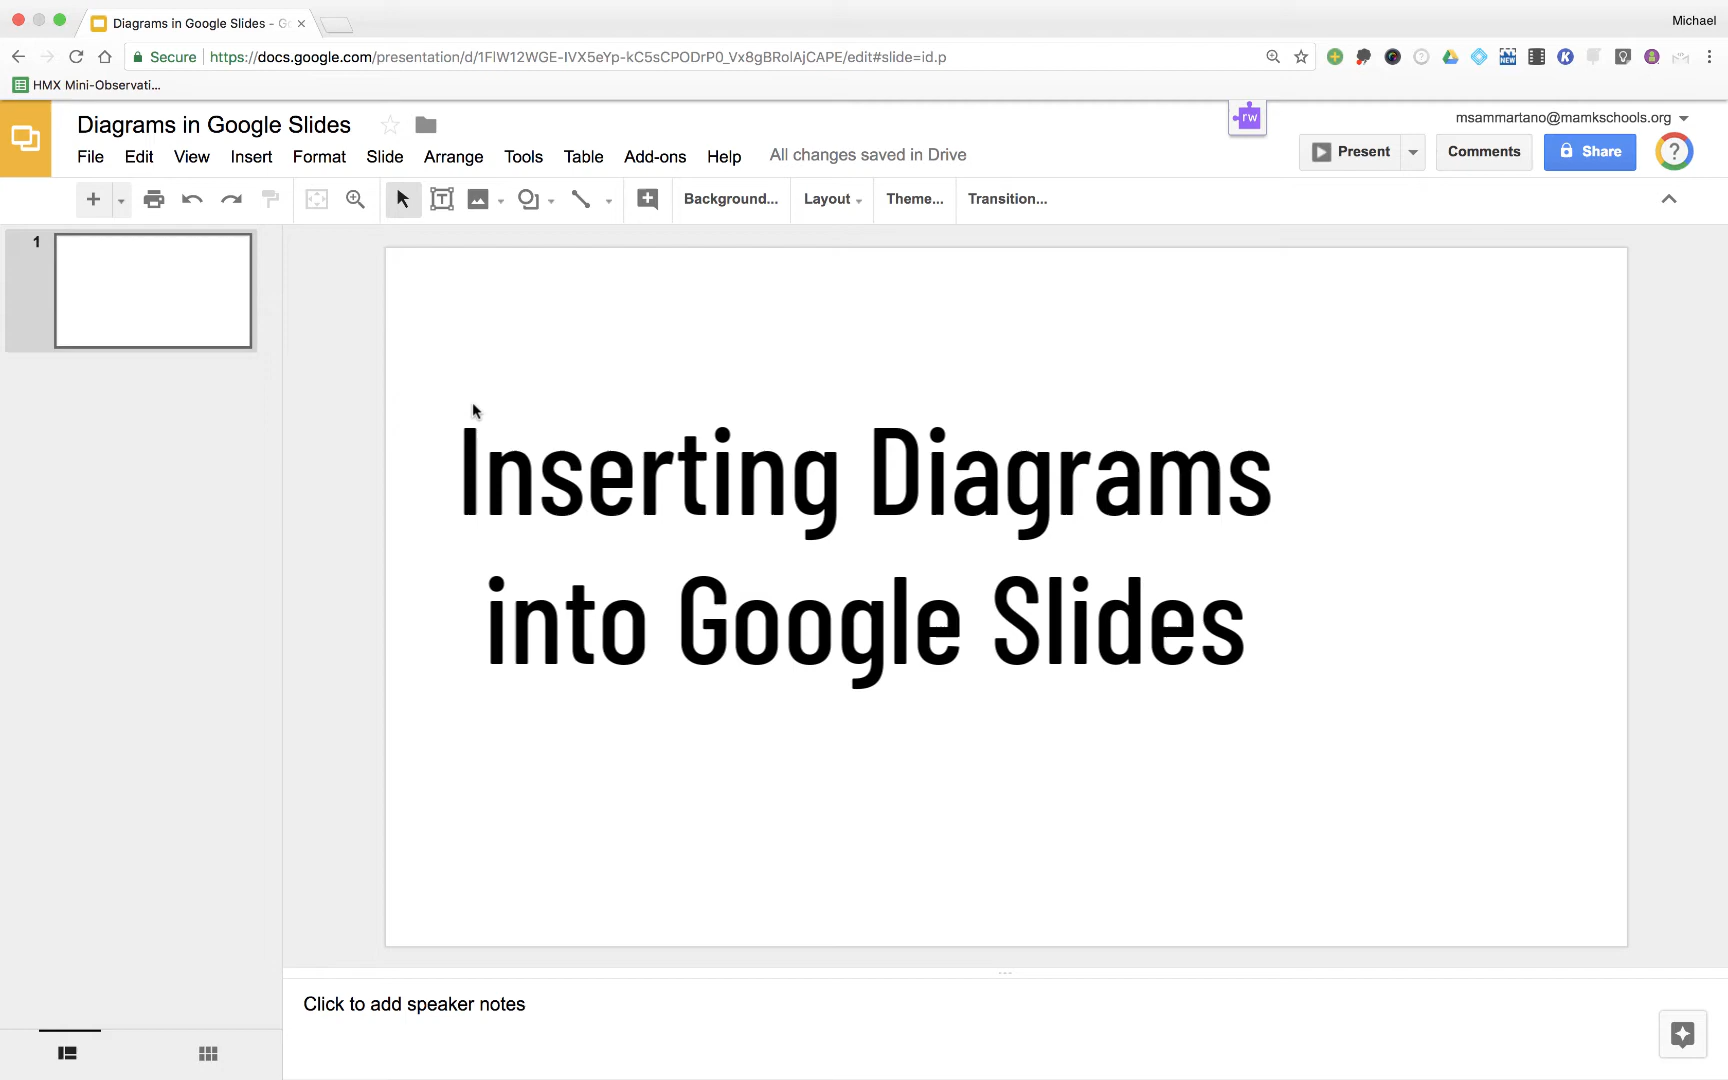 Diagrams in Google Slides - G
Michael
Secure
https://docs.google.com/presentation/d/1FlW12WGE-IVX5eYp-kC5sCPODrP0_Vx8gBRolAjCAPE/edit#slide=id.p
NEW
K
HMX Mini-Observati...
Diagrams in Google Slides
rw
msammartano@mamkschools.org
File Edit View Insert Format Slide Arrange Tools Table Add-ons Help All changes saved in Drive
Present Comments Share
Background... Layout Theme... Transition...
1
Inserting Diagrams
into Google Slides
Click to add speaker notes